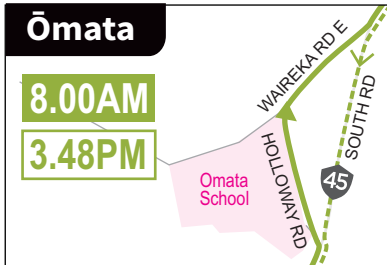 Ōmata
8.00AM
3.48PM
WAIREKA RD E
SOUTH RD
HOLLOWAY RD
45
Omata
School